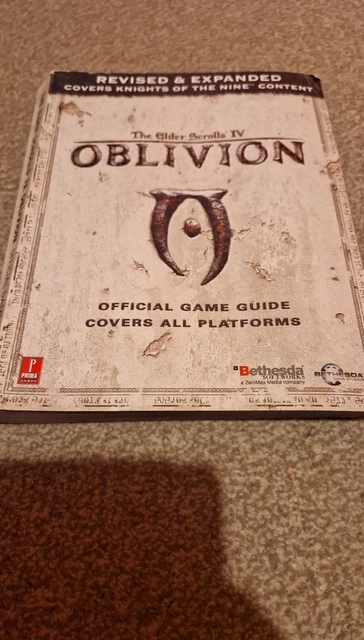 REVISED & EXPANDED
COVERS KNIGHTS OF THE NINE™ CONTENT
The Elder Scrolls IV
OBLIVION
OFFICIAL GAME GUIDE
COVERS ALL PLATFORMS
P
PRIMA
GAMES
Bethesda
SOFTWORKS
a ZeniMax Media company
BETHESDA